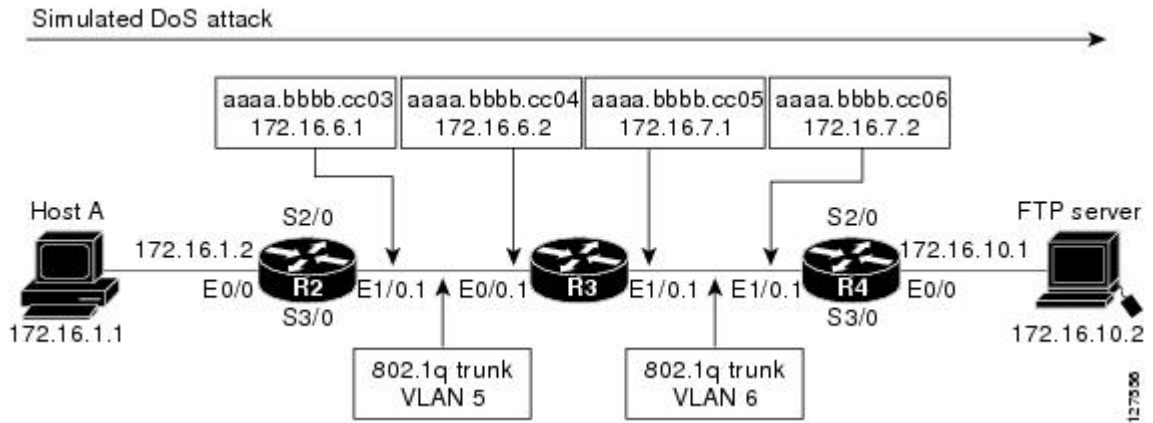 Simulated DoS attack
aaaa.bbbb.cc03
172.16.6.1
aaaa.bbbb.cc04
172.16.6.2
aaaa.bbbb.cc05
172.16.7.1
aaaa.bbbb.cc06
172.16.7.2
Host A
172.16.1.1
172.16.1.2
E0/0
S2/0
R2
S3/0
E1/0.1
E0/0.1
R3
E1/0.1
E1/0.1
S2/0
R4
S3/0
172.16.10.1
E0/0
FTP server
172.16.10.2
802.1q trunk
VLAN 5
802.1q trunk
VLAN 6
127556